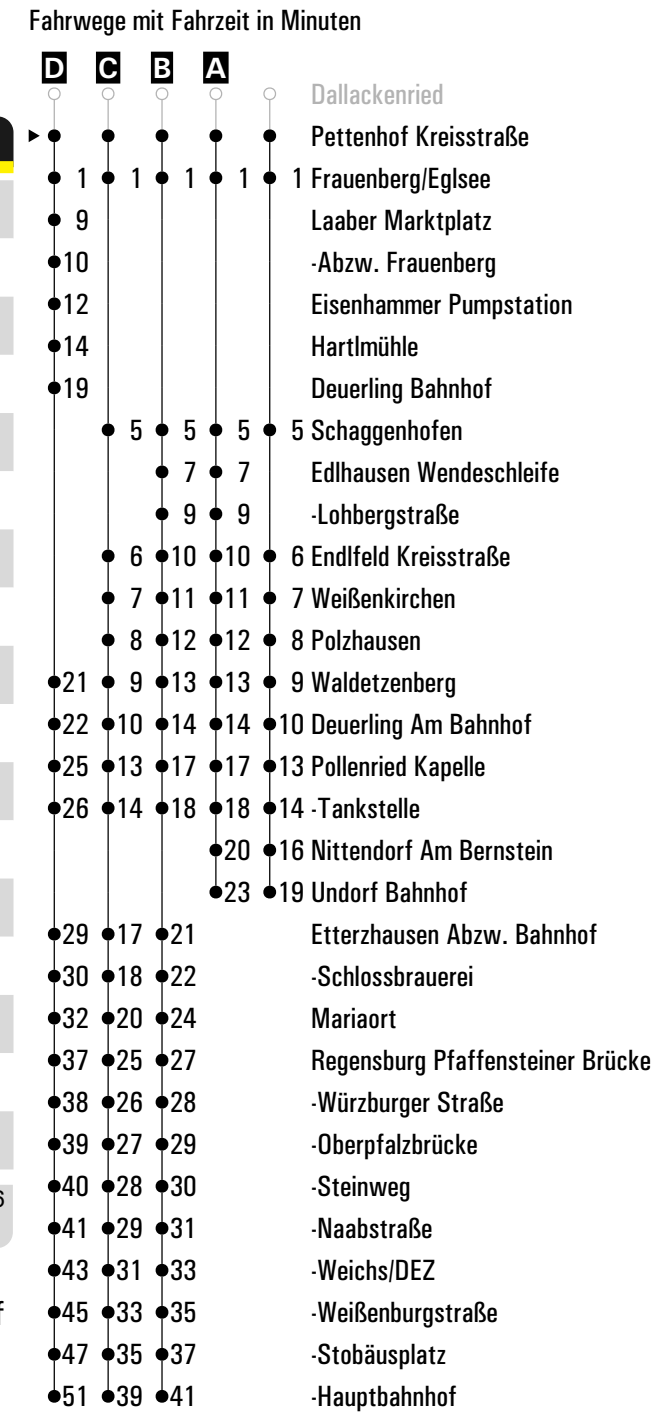 Fahrwege mit Fahrzeit in Minuten
D C B A
Dallackenried
Pettenhof Kreisstraße
1 1 1 1 1 Frauenberg/Eglsee
9 Laaber Marktplatz
10 -Abzw. Frauenberg
12 Eisenhammer Pumpstation
14 Hartlmühle
19 Deuerling Bahnhof
5 5 5 5 Schaggenhofen
7 7 Edlhausen Wendeschleife
9 9 -Lohbergstraße
6 10 10 6 Endlfeld Kreisstraße
7 11 11 7 Weißenkirchen
8 12 12 8 Polzhausen
21 9 13 13 9 Waldetzenberg
22 10 14 14 10 Deuerling Am Bahnhof
25 13 17 17 13 Pollenried Kapelle
26 14 18 18 14 -Tankstelle
20 16 Nittendorf Am Bernstein
23 19 Undorf Bahnhof
29 17 21 Etterzhausen Abzw. Bahnhof
30 18 22 -Schlossbrauerei
32 20 24 Mariaort
37 25 27 Regensburg Pfaffensteiner Brücke
38 26 28 -Würzburger Straße
39 27 29 -Oberpfalzbrücke
40 28 30 -Steinweg
41 29 31 -Naabstraße
43 31 33 -Weichs/DEZ
45 33 35 -Weißenburgstraße
47 35 37 -Stobäusplatz
51 39 41 -Hauptbahnhof